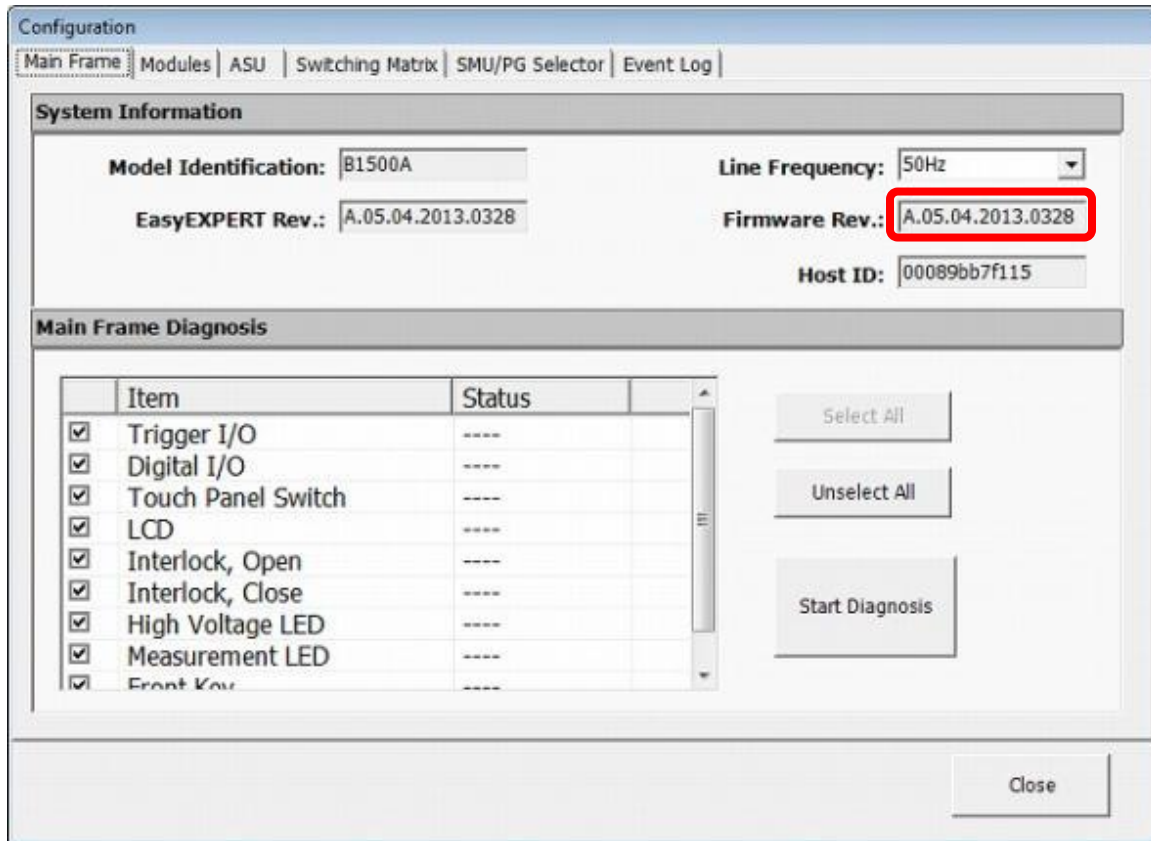 Configuration
Main Frame Modules ASU Switching Matrix SMU/PG Selector Event Log
System Information
Model Identification: B1500A Line Frequency: 50Hz
EasyEXPERT Rev.: A.05.04.2013.0328 Firmware Rev.: A.05.04.2013.0328
Host ID: 00089bb7f115
Main Frame Diagnosis
Item Status
Trigger I/O ----
Digital I/O ----
Touch Panel Switch ----
LCD ----
Interlock, Open ----
Interlock, Close ----
High Voltage LED ----
Measurement LED ----
Front Key ----
Select All
Unselect All
Start Diagnosis
Close